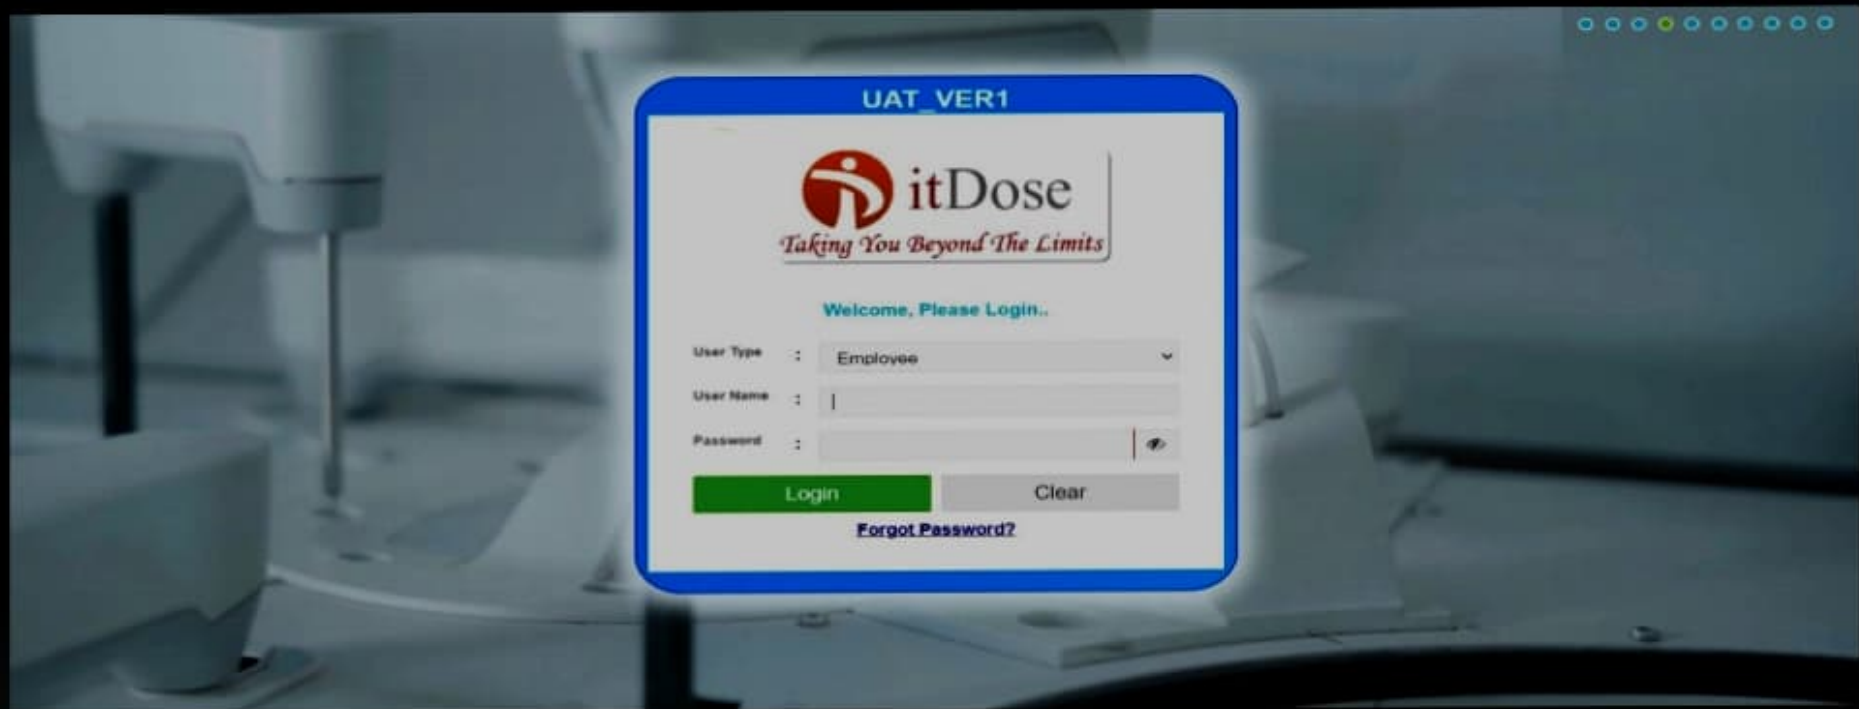 UAT_VER1
itDose
Taking You Beyond The Limits
Welcome, Please Login..
User Type : Employee
User Name :
Password :
Login Clear
Forgot Password?